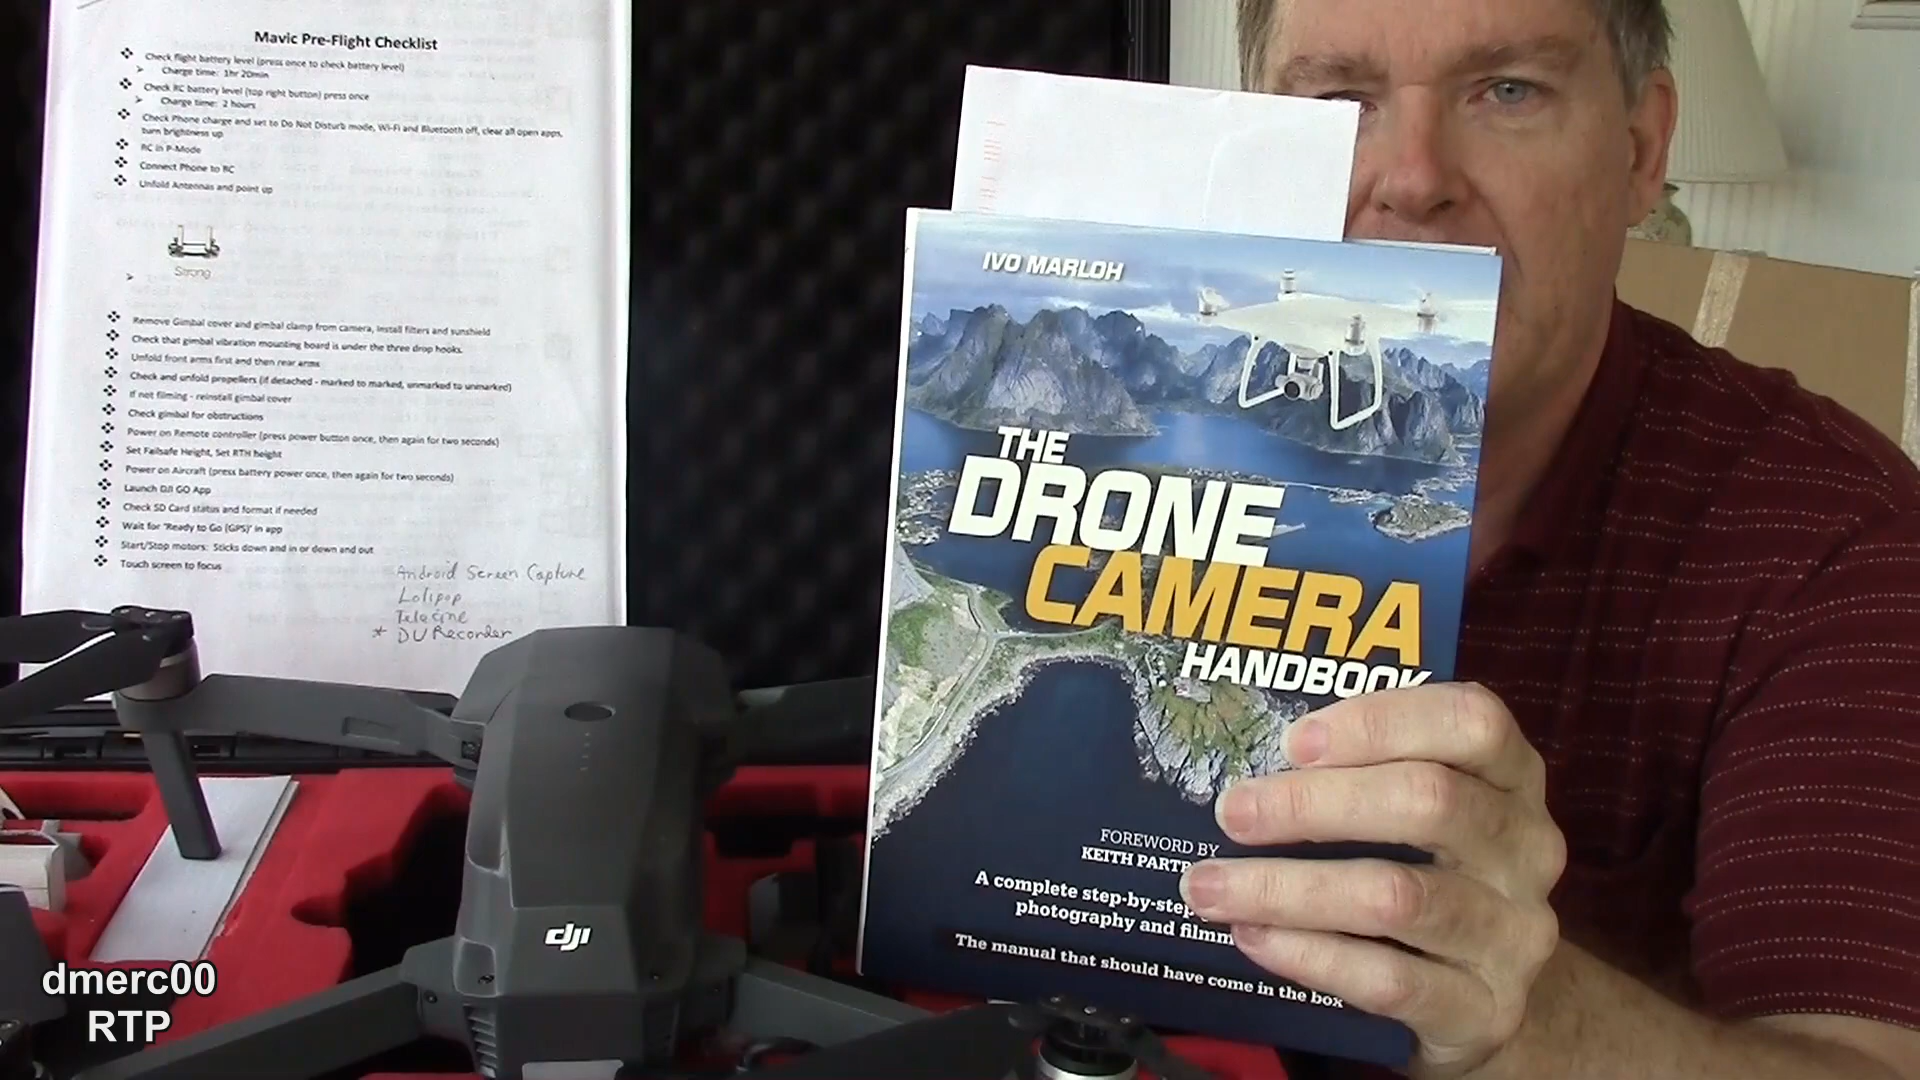 Mavic Pre-Flight Checklist
Check flight battery level (press once to check battery level)
Charge time: 1hr 20min
Check RC battery level (top right button) press once
Charge time: 2 hours
Check Phone charge and set to Do Not Disturb mode, Wi-Fi and Bluetooth off, clear all open apps,
turn brightness up
RC in P-Mode
Connect Phone to RC
Unfold Antennas and point up
Strong
Remove Gimbal cover and gimbal clamp from camera, install filters and sunshield
Check that gimbal vibration mounting board is under the three drop hooks.
Unfold front arms first and then rear arms
Check and unfold propellers (if detached - marked to marked, unmarked to unmarked)
If not filming - reinstall gimbal cover
Check gimbal for obstructions
Power on Remote controller (press power button once, then again for two seconds)
Set Failsafe Height, Set RTH height
Power on Aircraft (press battery power once, then again for two seconds)
Launch DJI GO App
Check SD Card status and format if needed
Wait for "Ready to Go (GPS)" in app
Start/Stop motors: Sticks down and in or down and out
Touch screen to focus
Android Screen Capture
Lolipop
Telecine
* DU Recorder
IVO MARLOH
THE
DRONE
CAMERA
HANDBOOK
FOREWORD BY
KEITH
A complete step-by-step
photography and
The manual that should have come in the box
dji
dmerc00
RTP